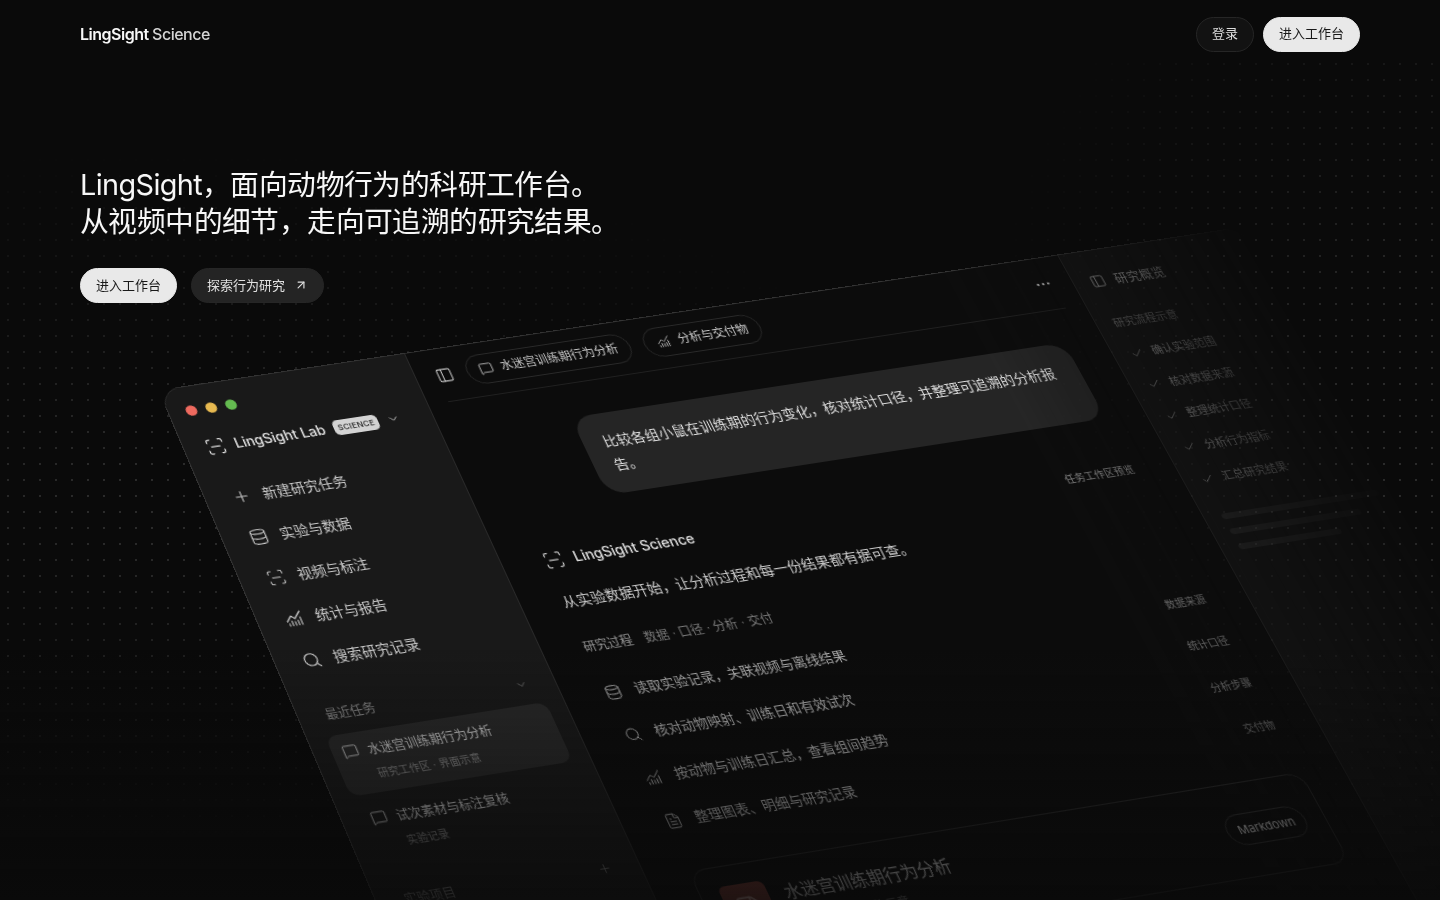 LingSight Science
登录
进入工作台
LingSight，面向动物行为的科研工作台。
从视频中的细节，走向可追溯的研究结果。
进入工作台
探索行为研究
LingSight Lab
SCIENCE
新建研究任务
实验与数据
视频与标注
统计与报告
搜索研究记录
最近任务
水迷宫训练期行为分析
研究工作区 · 界面示意
试次素材与标注复核
实验记录
实验项目
水迷宫训练期行为分析
分析与交付物
比较各组小鼠在训练期的行为变化，核对统计口径，并整理可追溯的分析报
告。
任务工作区预览
LingSight Science
从实验数据开始，让分析过程和每一份结果都有据可查。
研究过程 数据 · 口径 · 分析 · 交付
读取实验记录，关联视频与离线结果
数据来源
核对动物映射、训练日和有效试次
统计口径
按动物与训练日汇总，查看组间趋势
分析步骤
整理图表、明细与研究记录
交付物
水迷宫训练期行为分析
Markdown
研究概览
研究流程示意
确认实验范围
核对数据来源
整理统计口径
分析行为指标
汇总研究结果